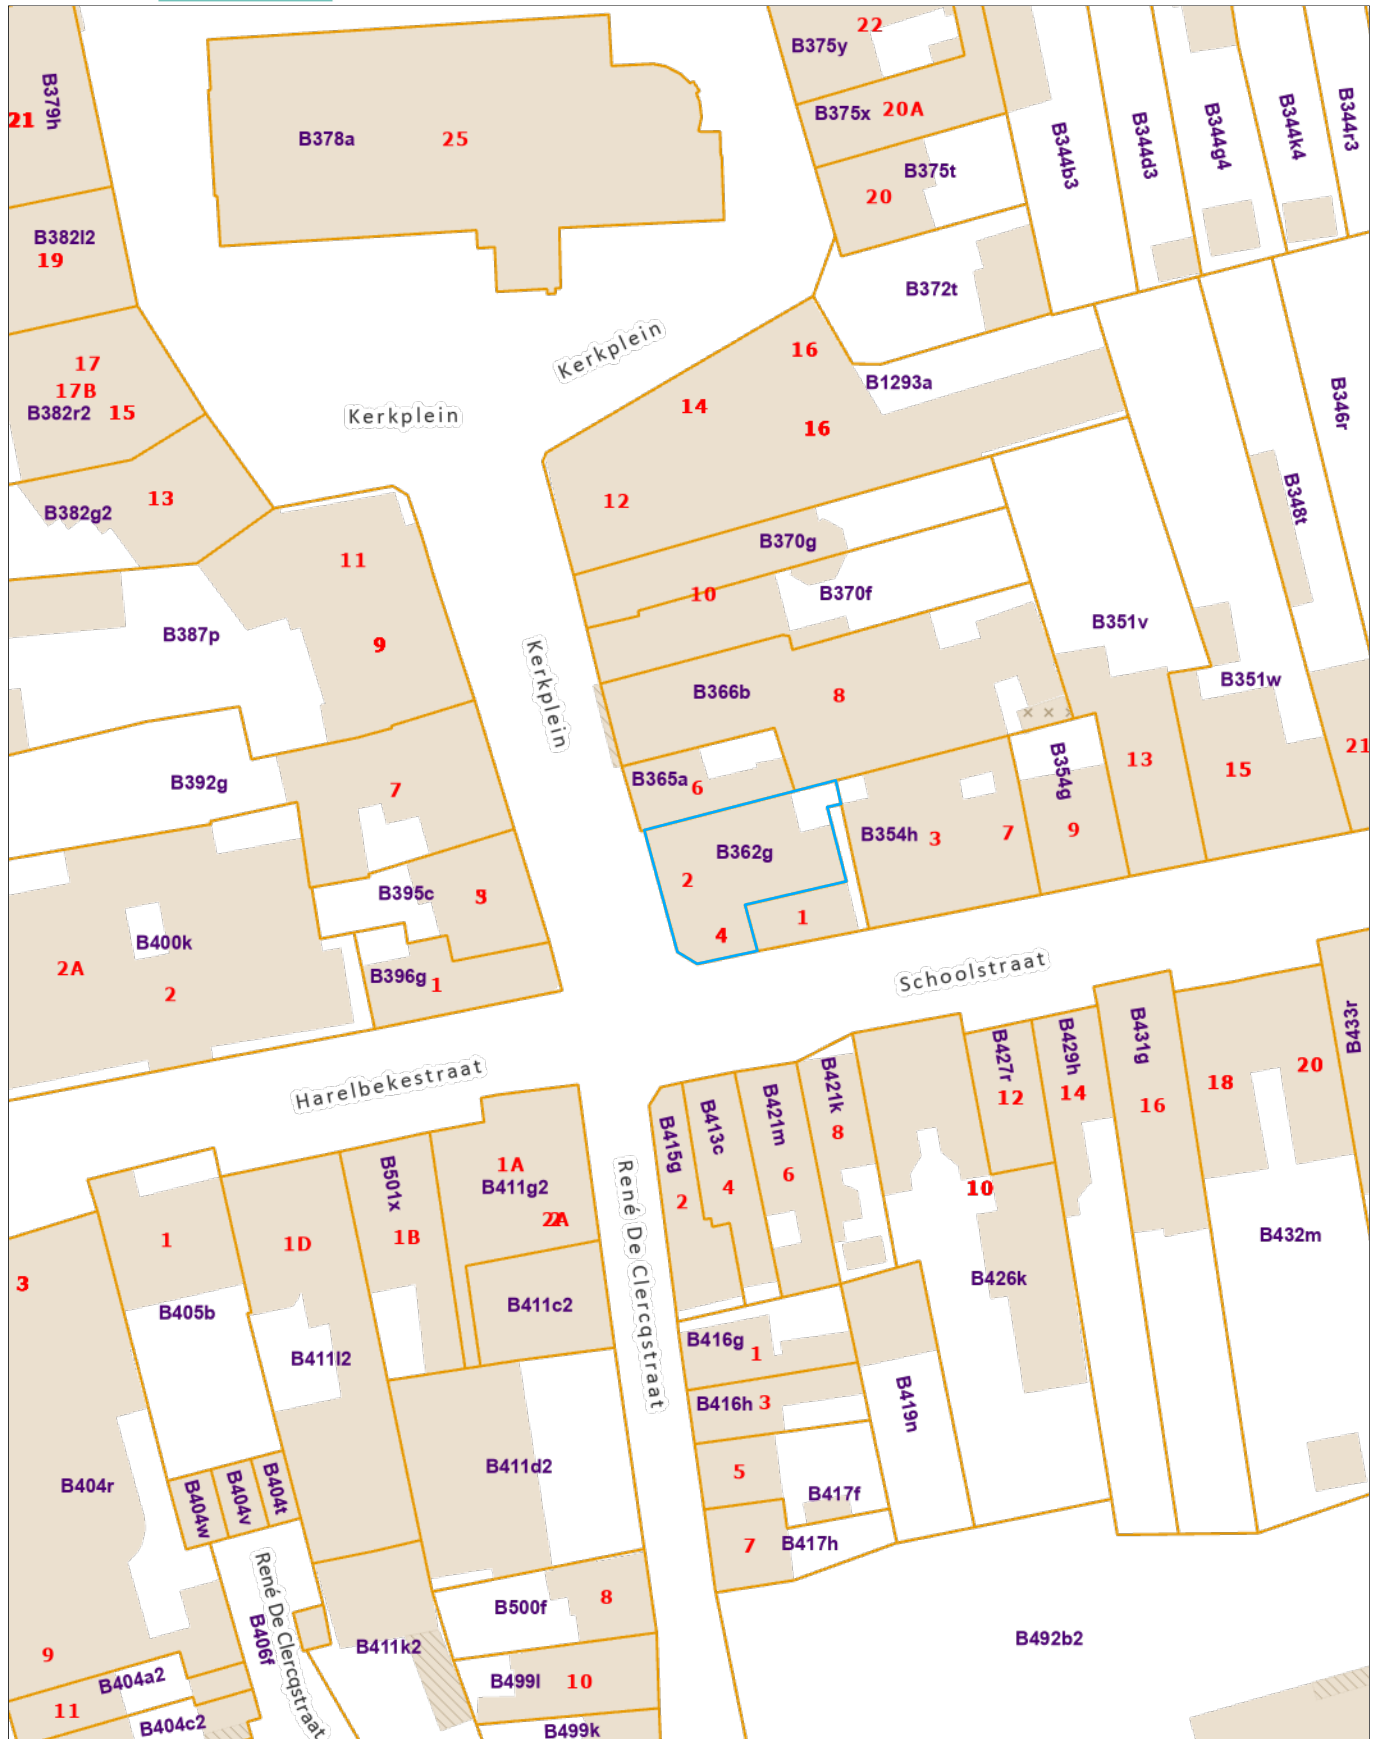 22
B375y
B375x
20A
B375t
20
B379h
21
B378a
25
B344b3
B344d3
B344g4
B344k4
B344r3
B382l2
19
B372t
Kerkplein
Kerkplein
17
17B
B382r2
15
16
B1293a
14
16
B346r
12
13
B382g2
11
B348t
B370g
10
B370f
B387p
9
Kerkplein
B351v
B366b
8
B351w
B392g
7
B365a
6
B354g
13
15
21
B362g
2
4
1
B354h
3
7
9
B395c
B400k
2A
2
B396g
1
Schoolstraat
B433r
Harelbekestraat
B427r
12
B429h
14
B431g
16
18
20
B415g
2
B413c
4
B421m
6
B421k
8
10
B426k
B432m
B501x
1A
B411g2
2A
René De Clercqstraat
1
1D
1B
3
B405b
B411l2
B411c2
B416g
1
B416h
3
B419n
5
B417f
7
B417h
B404r
B404w
B404v
B404t
B411d2
René De Clercqstraat
B406f
B500f
8
B411k2
B492b2
9
B404a2
11
B404c2
B499l
10
B499k